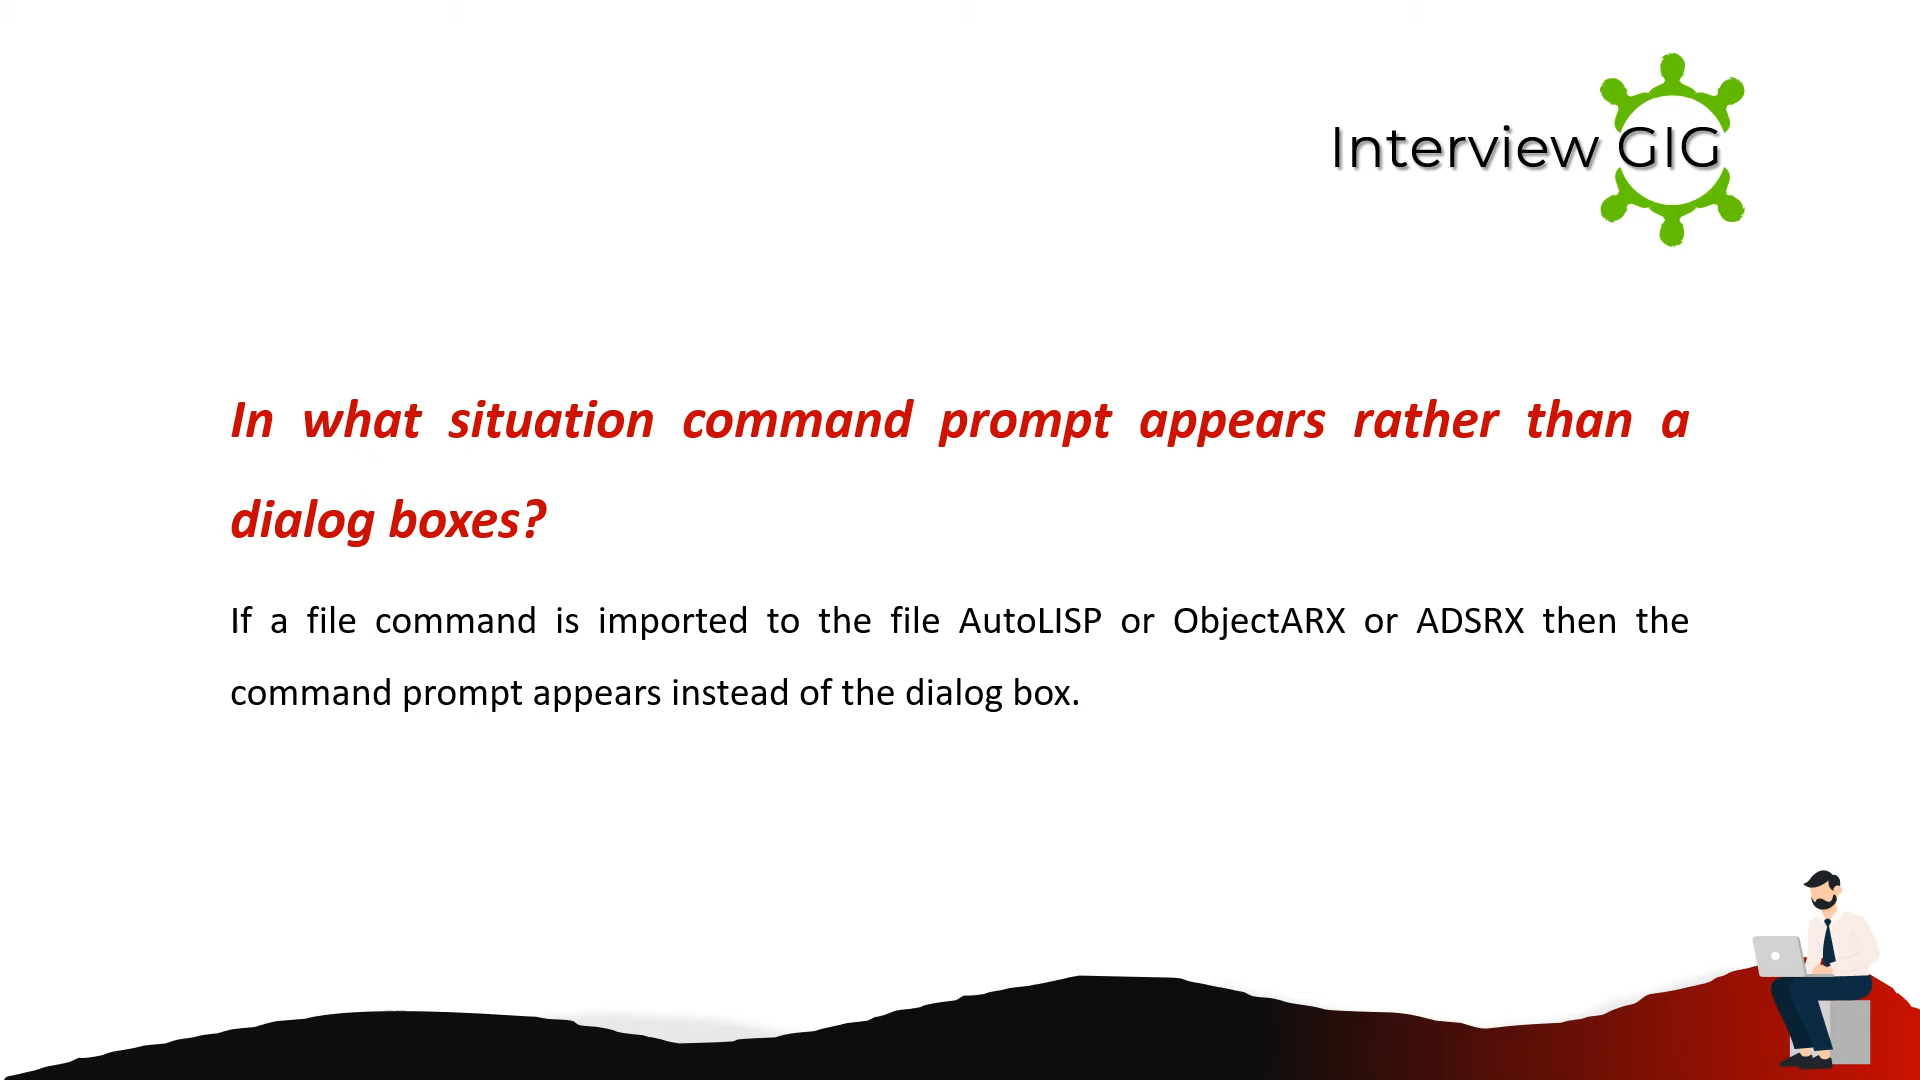 Interview GIG
In what situation command prompt appears rather than a
dialog boxes?
If a file command is imported to the file AutoLISP or ObjectARX or ADSRX then the
command prompt appears instead of the dialog box.